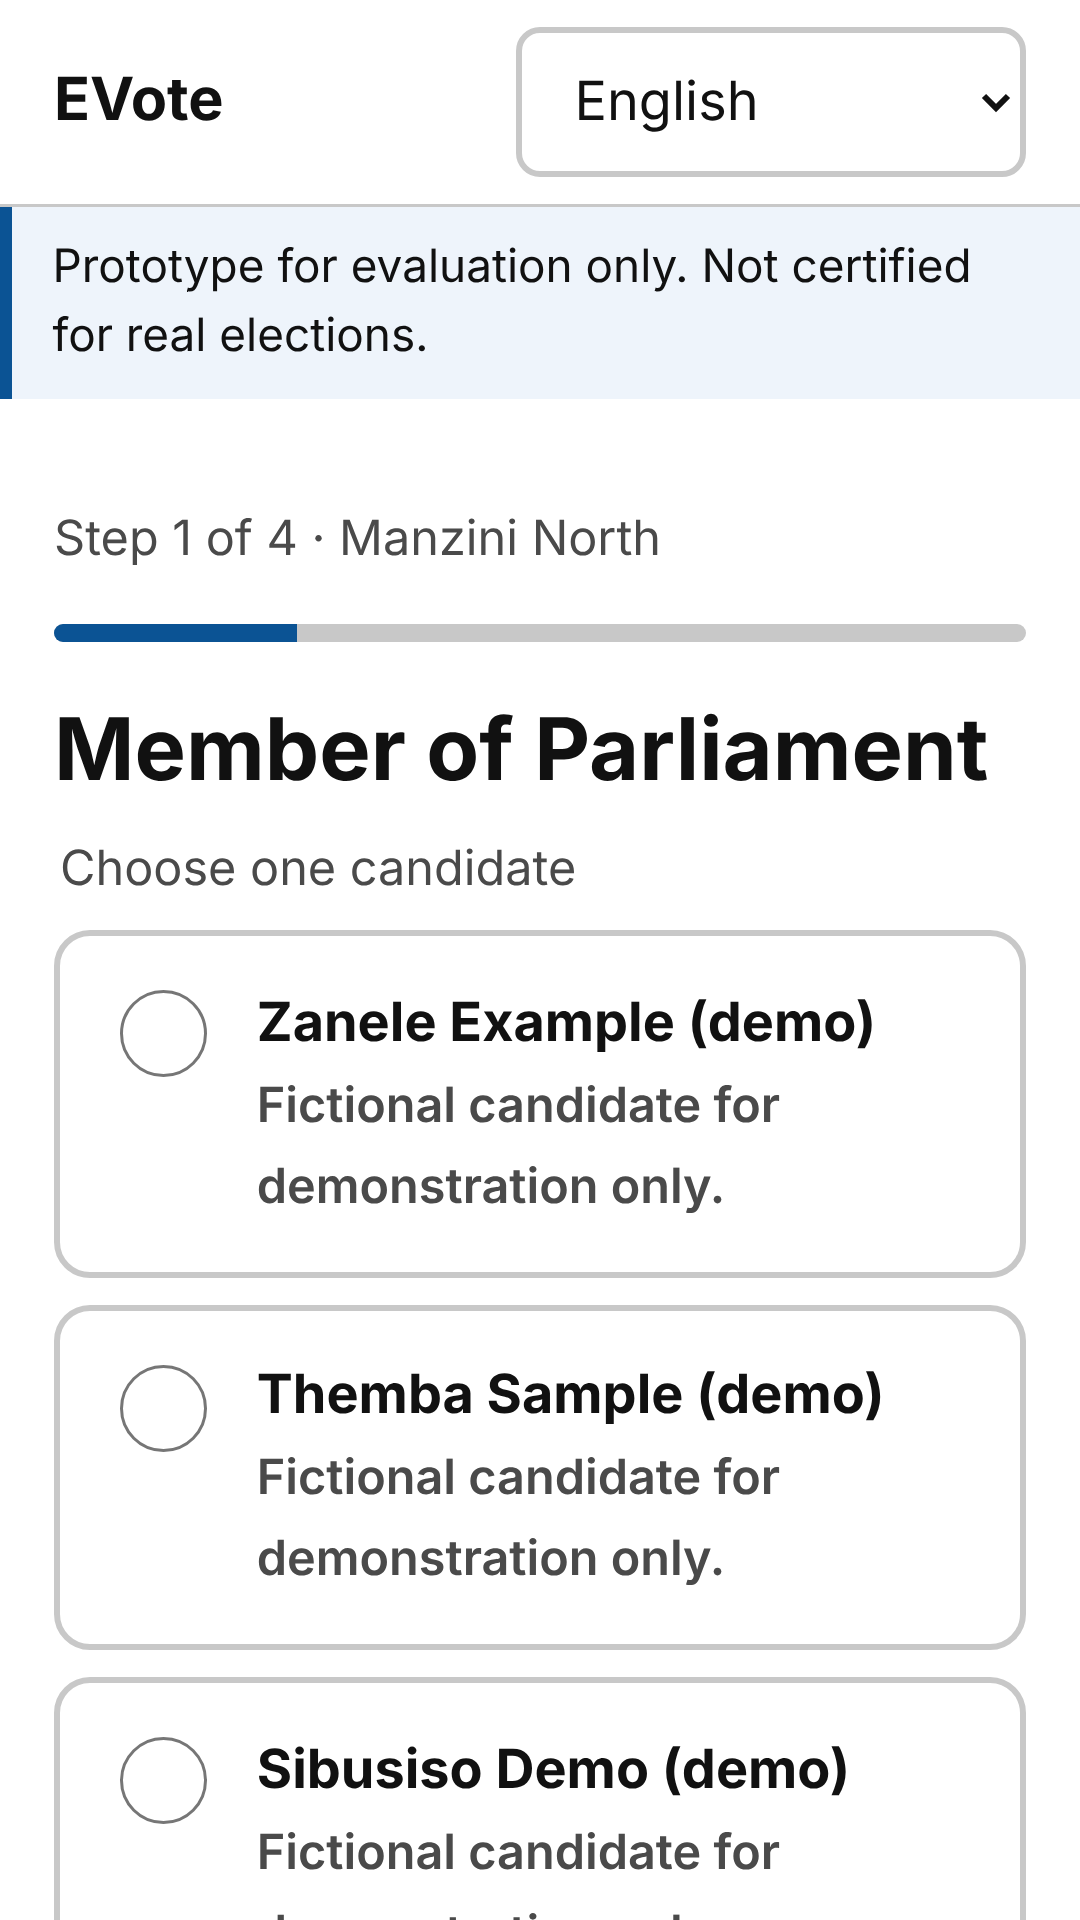 EVote
English
Prototype for evaluation only. Not certified
for real elections.
Step 1 of 4 · Manzini North
Member of Parliament
Choose one candidate
Zanele Example (demo)
Fictional candidate for
demonstration only.
Themba Sample (demo)
Fictional candidate for
demonstration only.
Sibusiso Demo (demo)
Fictional candidate for